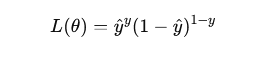 L(θ) = ŷ^y(1 − ŷ)^{1−y}